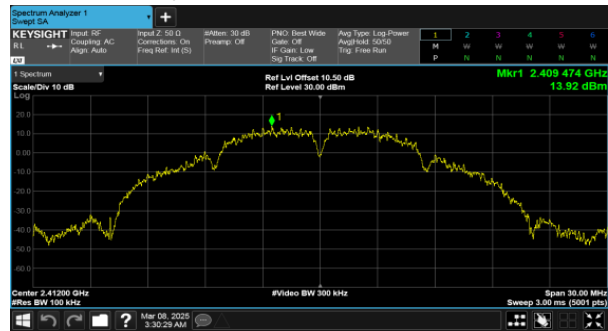 Spectrum Analyzer 1
Swept SA
+
KEYSIGHT Input: RF Input Z: 50 Ω #Atten: 30 dB PNO: Best Wide Avg Type: Log-Power 1 2 3 4 5 6
RL Coupling: AC Corrections: On Preamp: Off Gate: Off Avg|Hold: 50/50 M W W W W W
Align: Auto Freq Ref: Int (S) IF Gain: Low Trig: Free Run P N N N N N
Sig Track: Off
LXI
1 Spectrum Ref Lvl Offset 10.50 dB Mkr1 2.409 474 GHz
Scale/Div 10 dB Ref Level 30.00 dBm 13.92 dBm
Log
1
20.0
10.0
0.00
-10.0
-20.0
-30.0
-40.0
-50.0
-60.0
Center 2.41200 GHz #Video BW 300 kHz Span 30.00 MHz
#Res BW 100 kHz Sweep 3.00 ms (5001 pts)
? Mar 08, 2025
3:30:29 AM